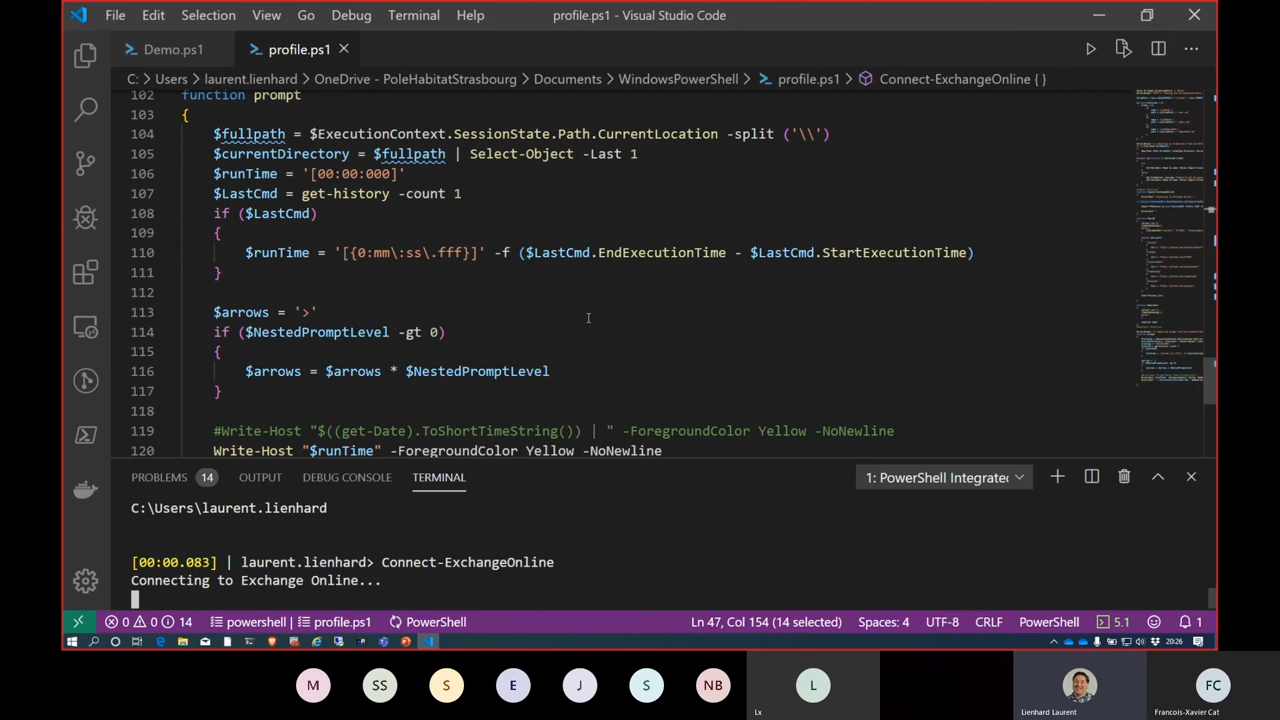 File Edit Selection View Go Debug Terminal Help profile.ps1 - Visual Studio Code
Demo.ps1 profile.ps1
C: > Users > laurent.lienhard > OneDrive - PoleHabitatStrasbourg > Documents > WindowsPowerShell > profile.ps1 > Connect-ExchangeOnline { }
102 function prompt
103 {
104 $fullpath = $ExecutionContext.SessionState.Path.CurrentLocation -split ('\\')
105 $currentDirectory = $fullpath | Select-Object -Last 1
106 $runTime = '[00:00:000]'
107 $LastCmd = get-history -count 1
108 if ($LastCmd)
109 {
110 $runTime = '[{0:mm\:ss\.fff}]' -f ($LastCmd.EndExecutionTime - $LastCmd.StartExecutionTime)
111 }
112
113 $arrows = '>'
114 if ($NestedPromptLevel -gt 0)
115 {
116 $arrows = $arrows * $NestedPromptLevel
117 }
118
119 #Write-Host "$((get-Date).ToShortTimeString()) | " -ForegroundColor Yellow -NoNewline
120 Write-Host "$runTime" -ForegroundColor Yellow -NoNewline
PROBLEMS 14 OUTPUT DEBUG CONSOLE TERMINAL 1: PowerShell Integrate
C:\Users\laurent.lienhard
[00:00.083] | laurent.lienhard> Connect-ExchangeOnline
Connecting to Exchange Online...
0 0 14 powershell profile.ps1 PowerShell Ln 47, Col 154 (14 selected) Spaces: 4 UTF-8 CRLF PowerShell 5.1 1
20:26
M SS S E J S NB L FC
Lx Lienhard Laurent Francois-Xavier Cat